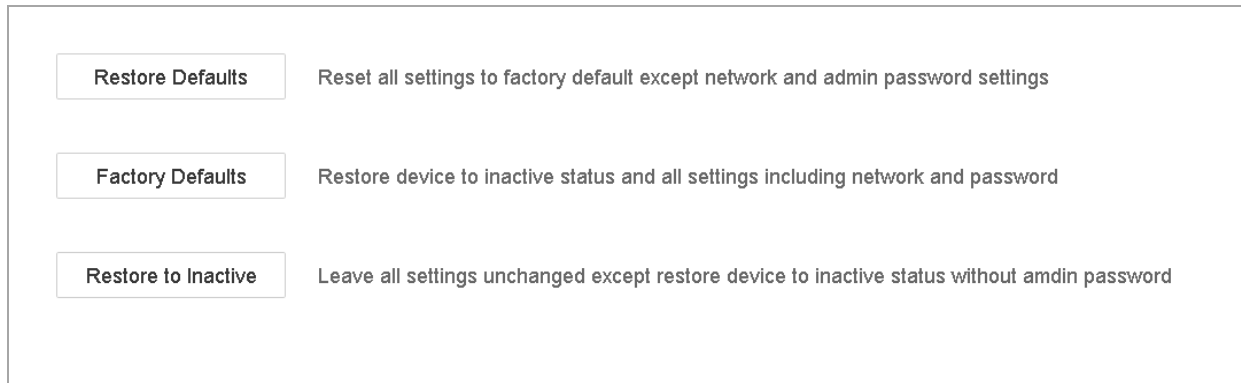 Restore Defaults Reset all settings to factory default except network and admin password settings
Factory Defaults Restore device to inactive status and all settings including network and password
Restore to Inactive Leave all settings unchanged except restore device to inactive status without amdin password